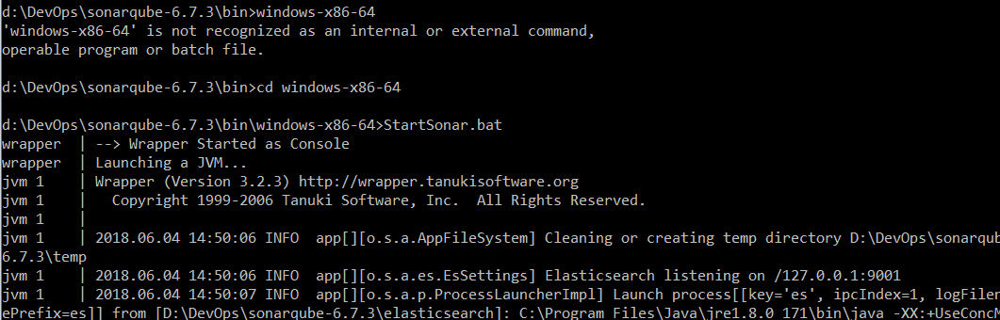 d:\DevOps\sonarqube-6.7.3\bin>windows-x86-64
'windows-x86-64' is not recognized as an internal or external command,
operable program or batch file.
d:\DevOps\sonarqube-6.7.3\bin>cd windows-x86-64
d:\DevOps\sonarqube-6.7.3\bin\windows-x86-64>StartSonar.bat
wrapper  | --> Wrapper Started as Console
wrapper  | Launching a JVM...
jvm 1    | Wrapper (Version 3.2.3) http://wrapper.tanukisoftware.org
jvm 1    |   Copyright 1999-2006 Tanuki Software, Inc.  All Rights Reserved.
jvm 1    |
jvm 1    | 2018.06.04 14:50:06 INFO  app[][o.s.a.AppFileSystem] Cleaning or creating temp directory D:\DevOps\sonarqub
6.7.3\temp
jvm 1    | 2018.06.04 14:50:06 INFO  app[][o.s.a.es.EsSettings] Elasticsearch listening on /127.0.0.1:9001
jvm 1    | 2018.06.04 14:50:07 INFO  app[][o.s.a.p.ProcessLauncherImpl] Launch process[[key='es', ipcIndex=1, logFilen
ePrefix=es]] from [D:\DevOps\sonarqube-6.7.3\elasticsearch]: C:\Program Files\Java\jre1.8.0_171\bin\java -XX:+UseConcM